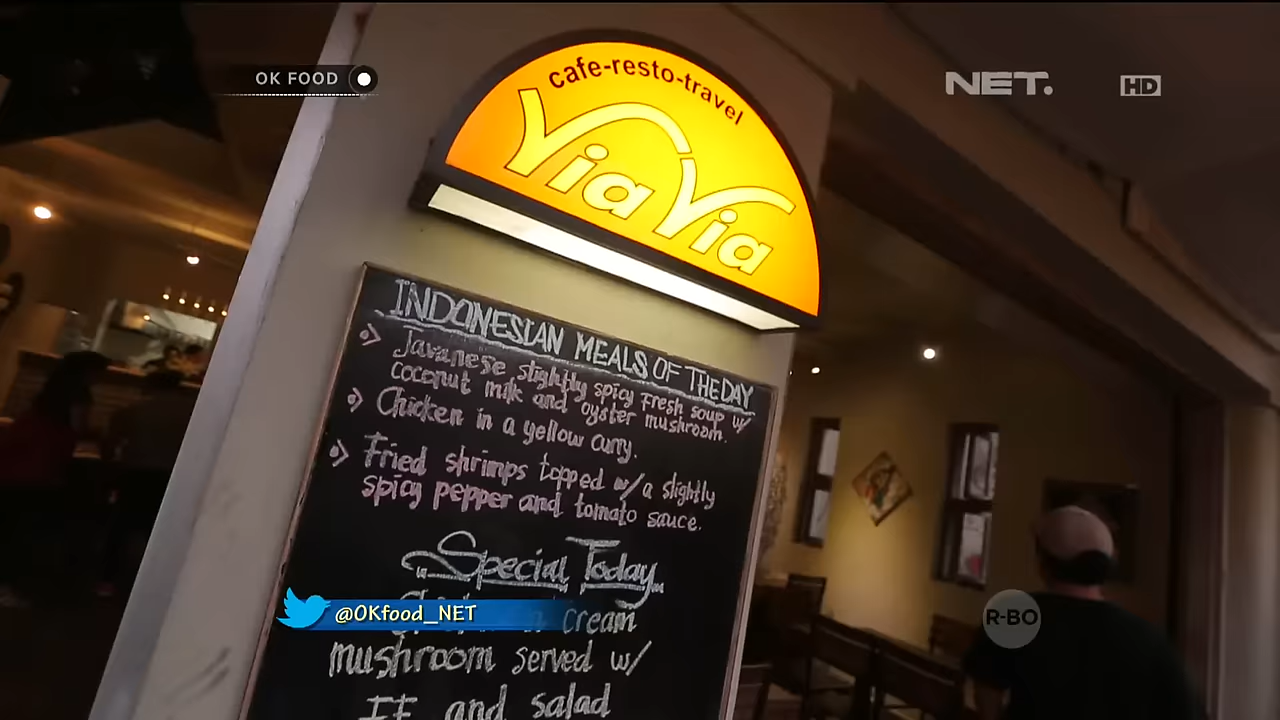 OK FOOD
NET.
HD
cafe-resto-travel
Via Via
INDONESIAN MEALS OF THE DAY
Javanese slightly spicy fresh soup w/
coconut milk and oyster mushroom.
Chicken in a yellow curry.
Fried shrimps topped w/ a slightly
spicy pepper and tomato sauce.
Special Today
@OKfood_NET
cream
mushroom served w/
FF and salad
R-BO